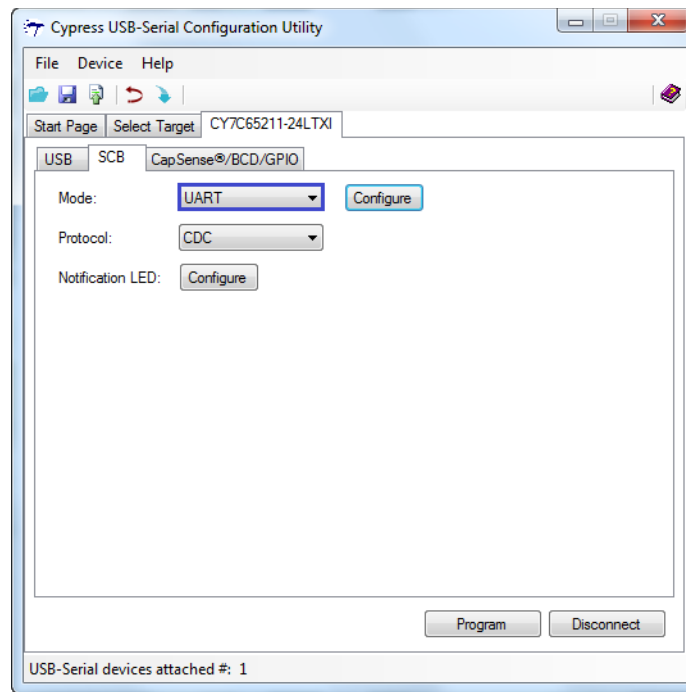 Cypress USB-Serial Configuration Utility
File Device Help
Start Page Select Target CY7C65211-24LTXI
USB SCB CapSense®/BCD/GPIO
Mode: UART Configure
Protocol: CDC
Notification LED: Configure
Program Disconnect
USB-Serial devices attached #: 1